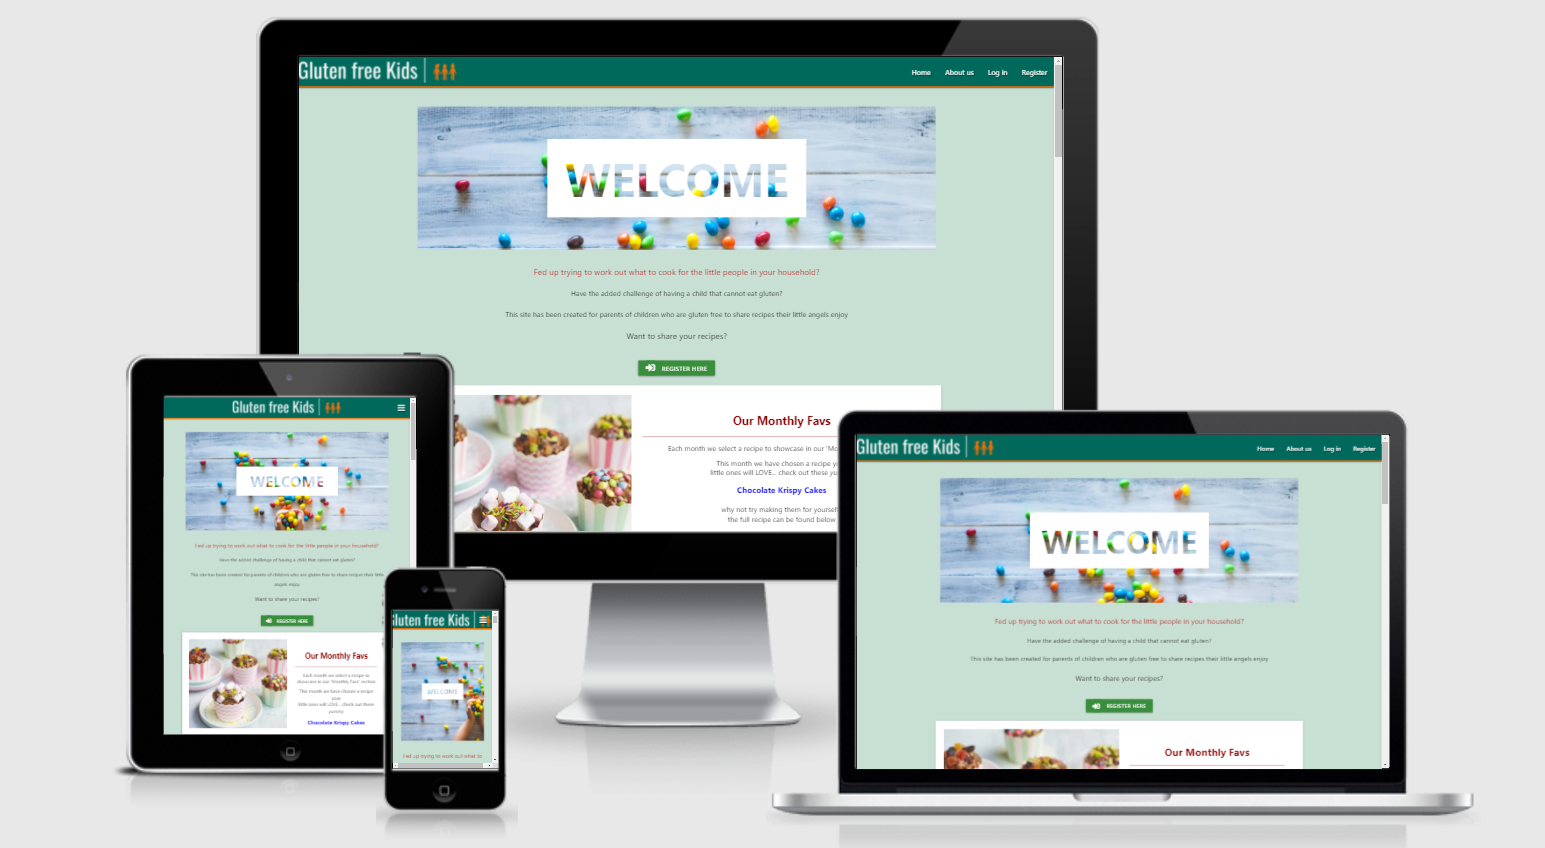 Gluten free Kids
Home About us Log in Register
WELCOME
Fed up trying to work out what to cook for the little people in your household?
Have the added challenge of having a child that cannot eat gluten?
This site has been created for parents of children who are gluten free to share recipes their little angels enjoy
Want to share your recipes?
REGISTER HERE
Our Monthly Favs
Each month we select a recipe to showcase in our 'Mo
This month we have chosen a recipe
little ones will LOVE... check out these
Chocolate Krispy Cakes
why not try making them for yourself
the full recipe can be found below
Gluten free Kids
WELCOME
Fed up trying to work out what to cook for the little people in your household?
Have the added challenge of having a child that cannot eat gluten?
This site has been created for parents of children who are gluten free to share recipes their little
angels enjoy
Want to share your recipes?
REGISTER HERE
Our Monthly Favs
Each month we select a recipe to
showcase in our 'Monthly Favs' section
This month we have chosen a recipe
your
little ones will LOVE... check out these
yummy
Chocolate Krispy Cakes
Gluten free Kids
WELCOME
Fed up trying to work out what to
Gluten free Kids
Home About us Log in Register
WELCOME
Fed up trying to work out what to cook for the little people in your household?
Have the added challenge of having a child that cannot eat gluten?
This site has been created for parents of children who are gluten free to share recipes their little angels enjoy
Want to share your recipes?
REGISTER HERE
Our Monthly Favs